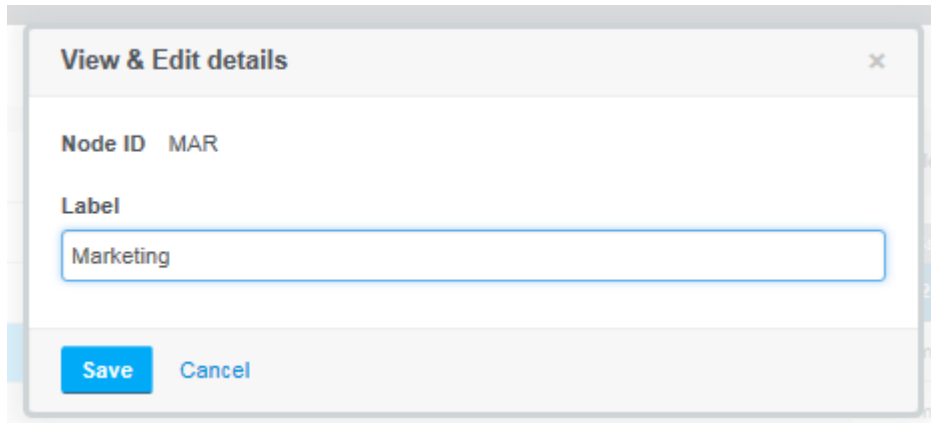 View & Edit details ×
Node ID MAR
Label
Marketing
Save Cancel